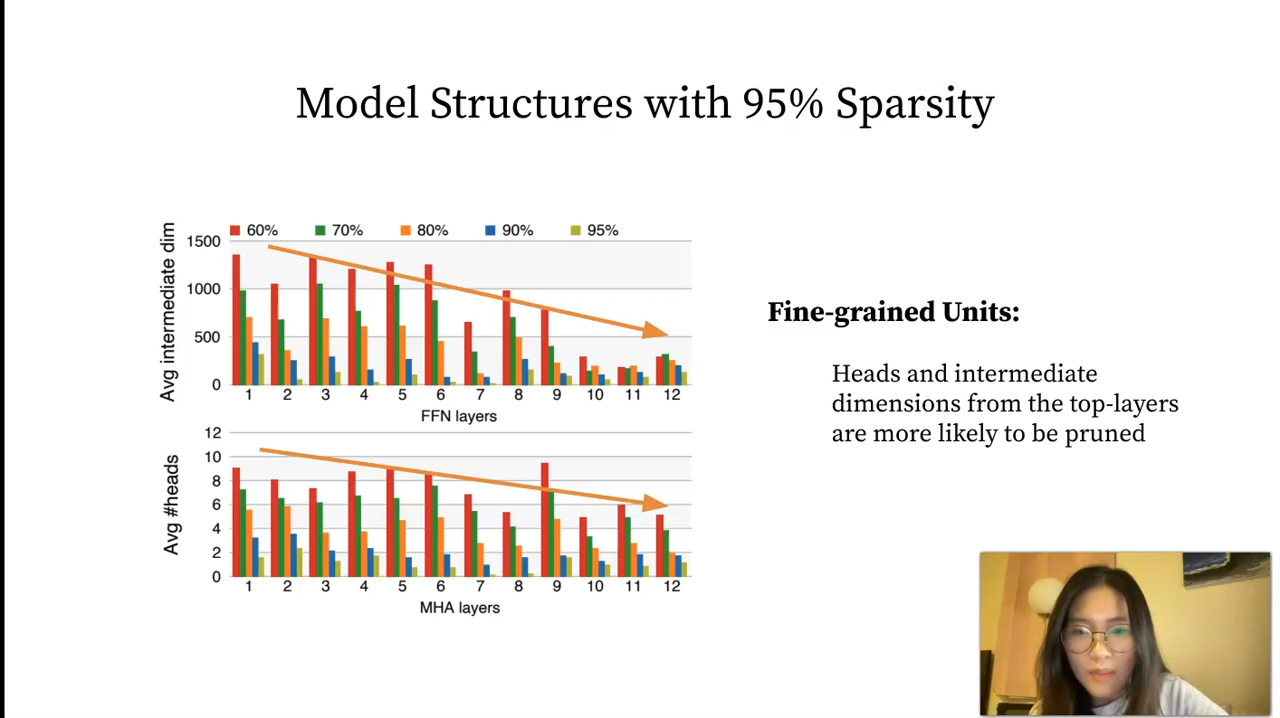 Model Structures with 95% Sparsity
60% 70% 80% 90% 95%
Avg intermediate dim
1500
1000
500
0
1 2 3 4 5 6 7 8 9 10 11 12
FFN layers
Avg #heads
12
10
8
6
4
2
0
1 2 3 4 5 6 7 8 9 10 11 12
MHA layers
Fine-grained Units:
Heads and intermediate
dimensions from the top-layers
are more likely to be pruned